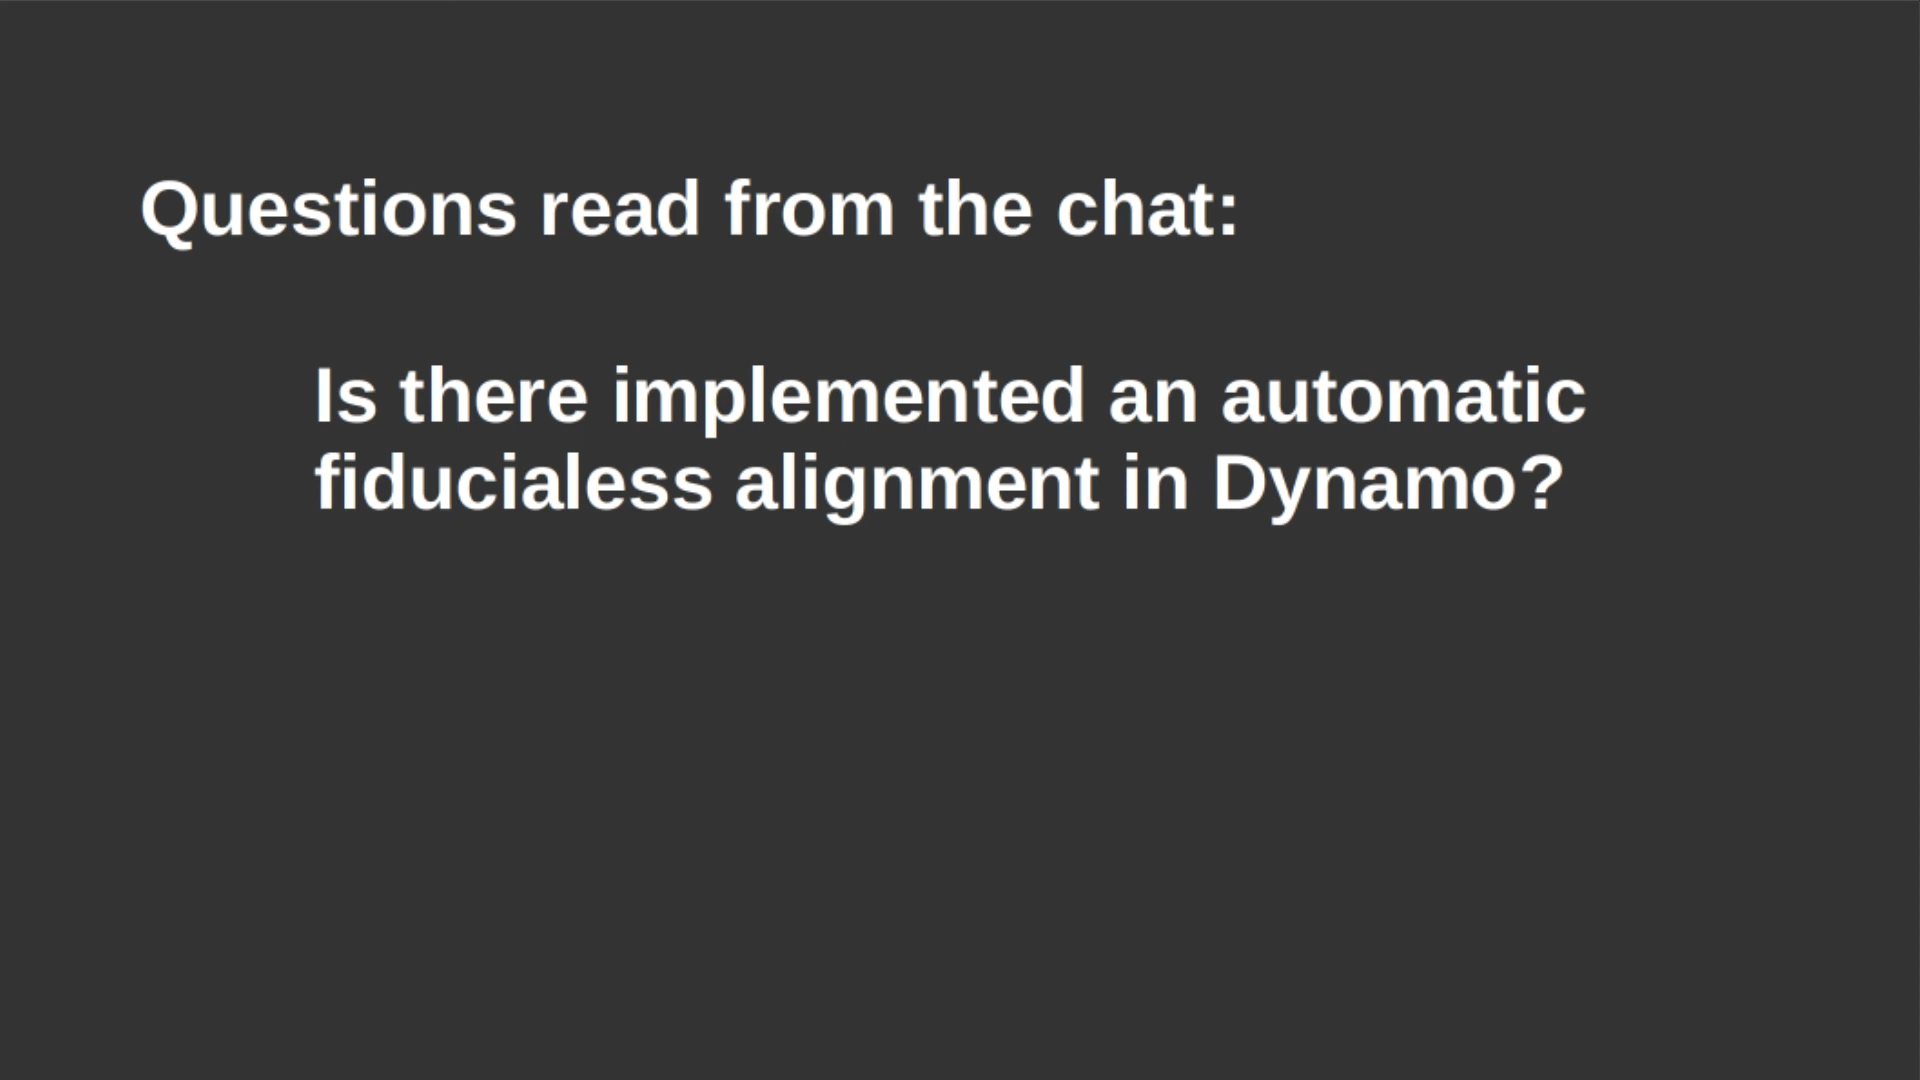 Questions read from the chat:
Is there implemented an automatic
fiducialess alignment in Dynamo?